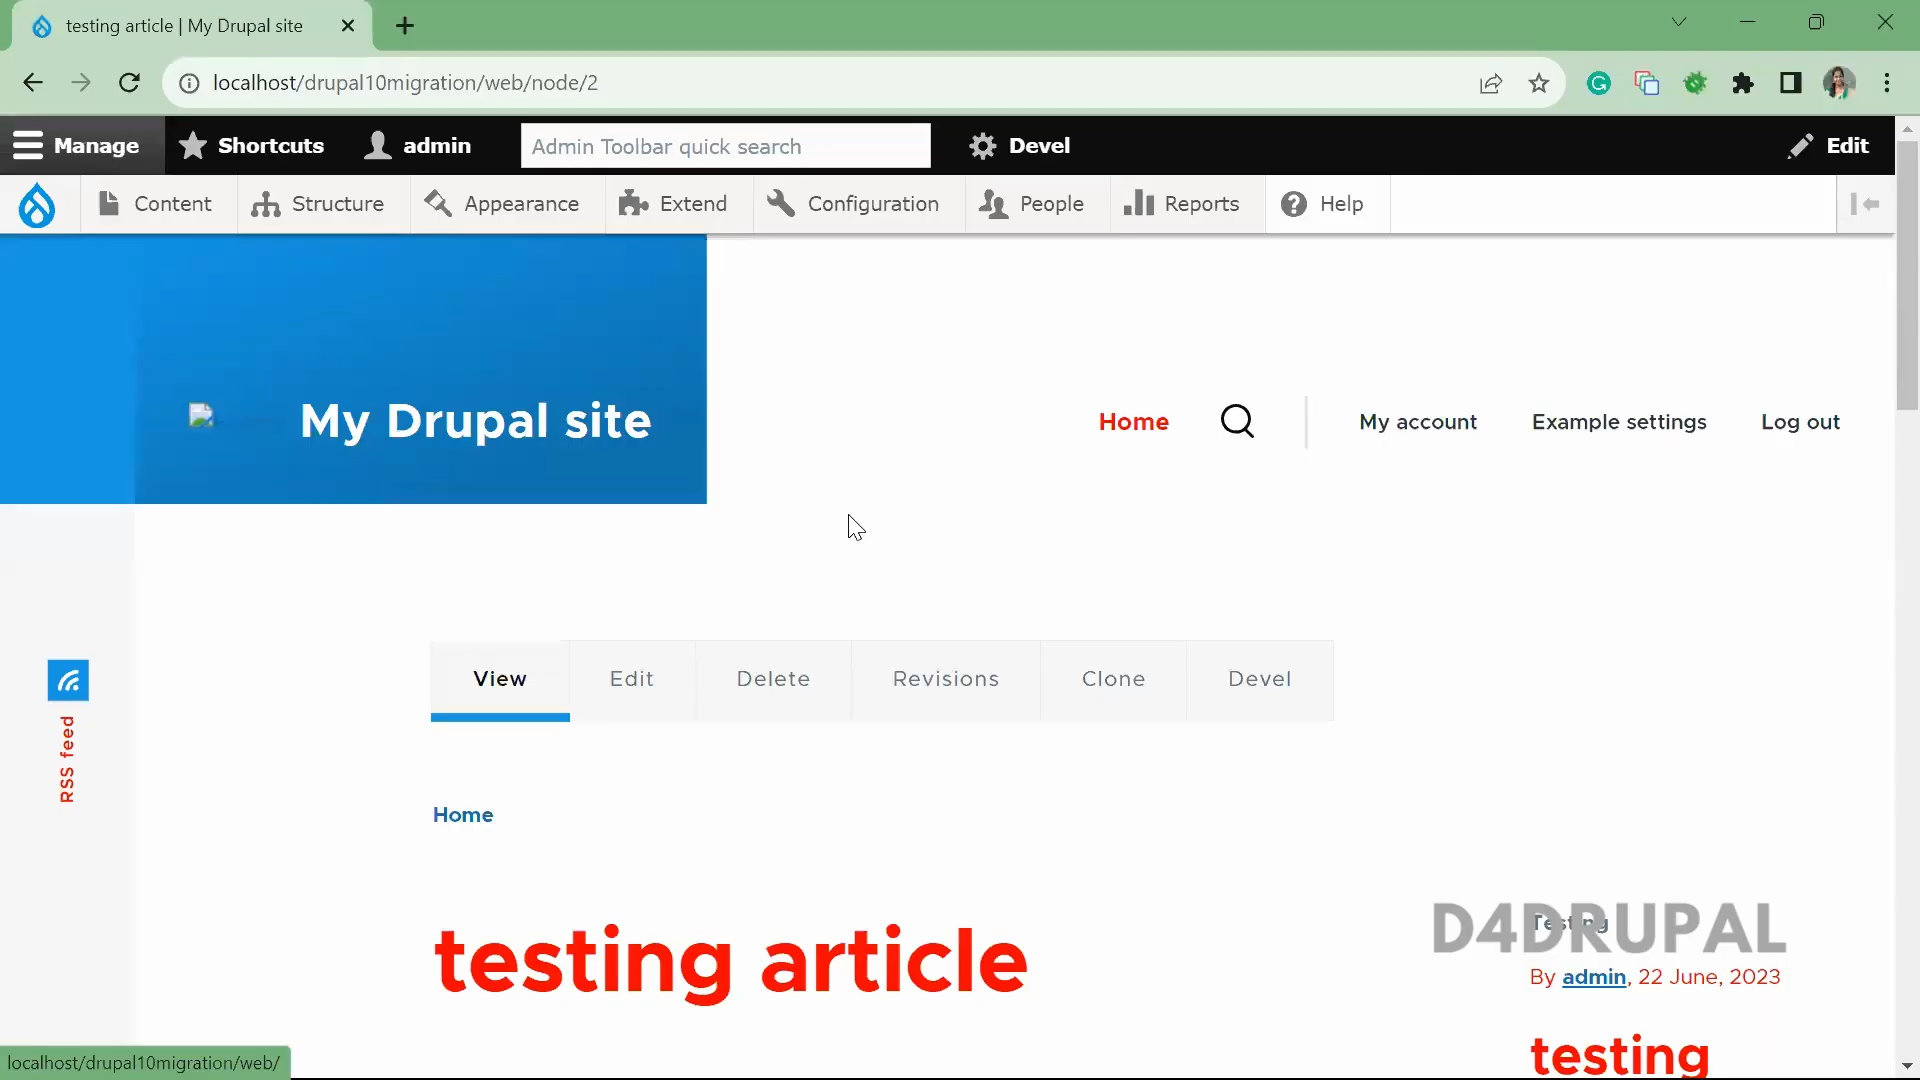 testing article | My Drupal site
localhost/drupal10migration/web/node/2
Manage
Shortcuts
admin
Admin Toolbar quick search
Devel
Edit
Content
Structure
Appearance
Extend
Configuration
People
Reports
Help
My Drupal site
Home
My account
Example settings
Log out
View
Edit
Delete
Revisions
Clone
Devel
RSS feed
Home
testing article
Testing
D4DRUPAL
By admin, 22 June, 2023
testing
localhost/drupal10migration/web/